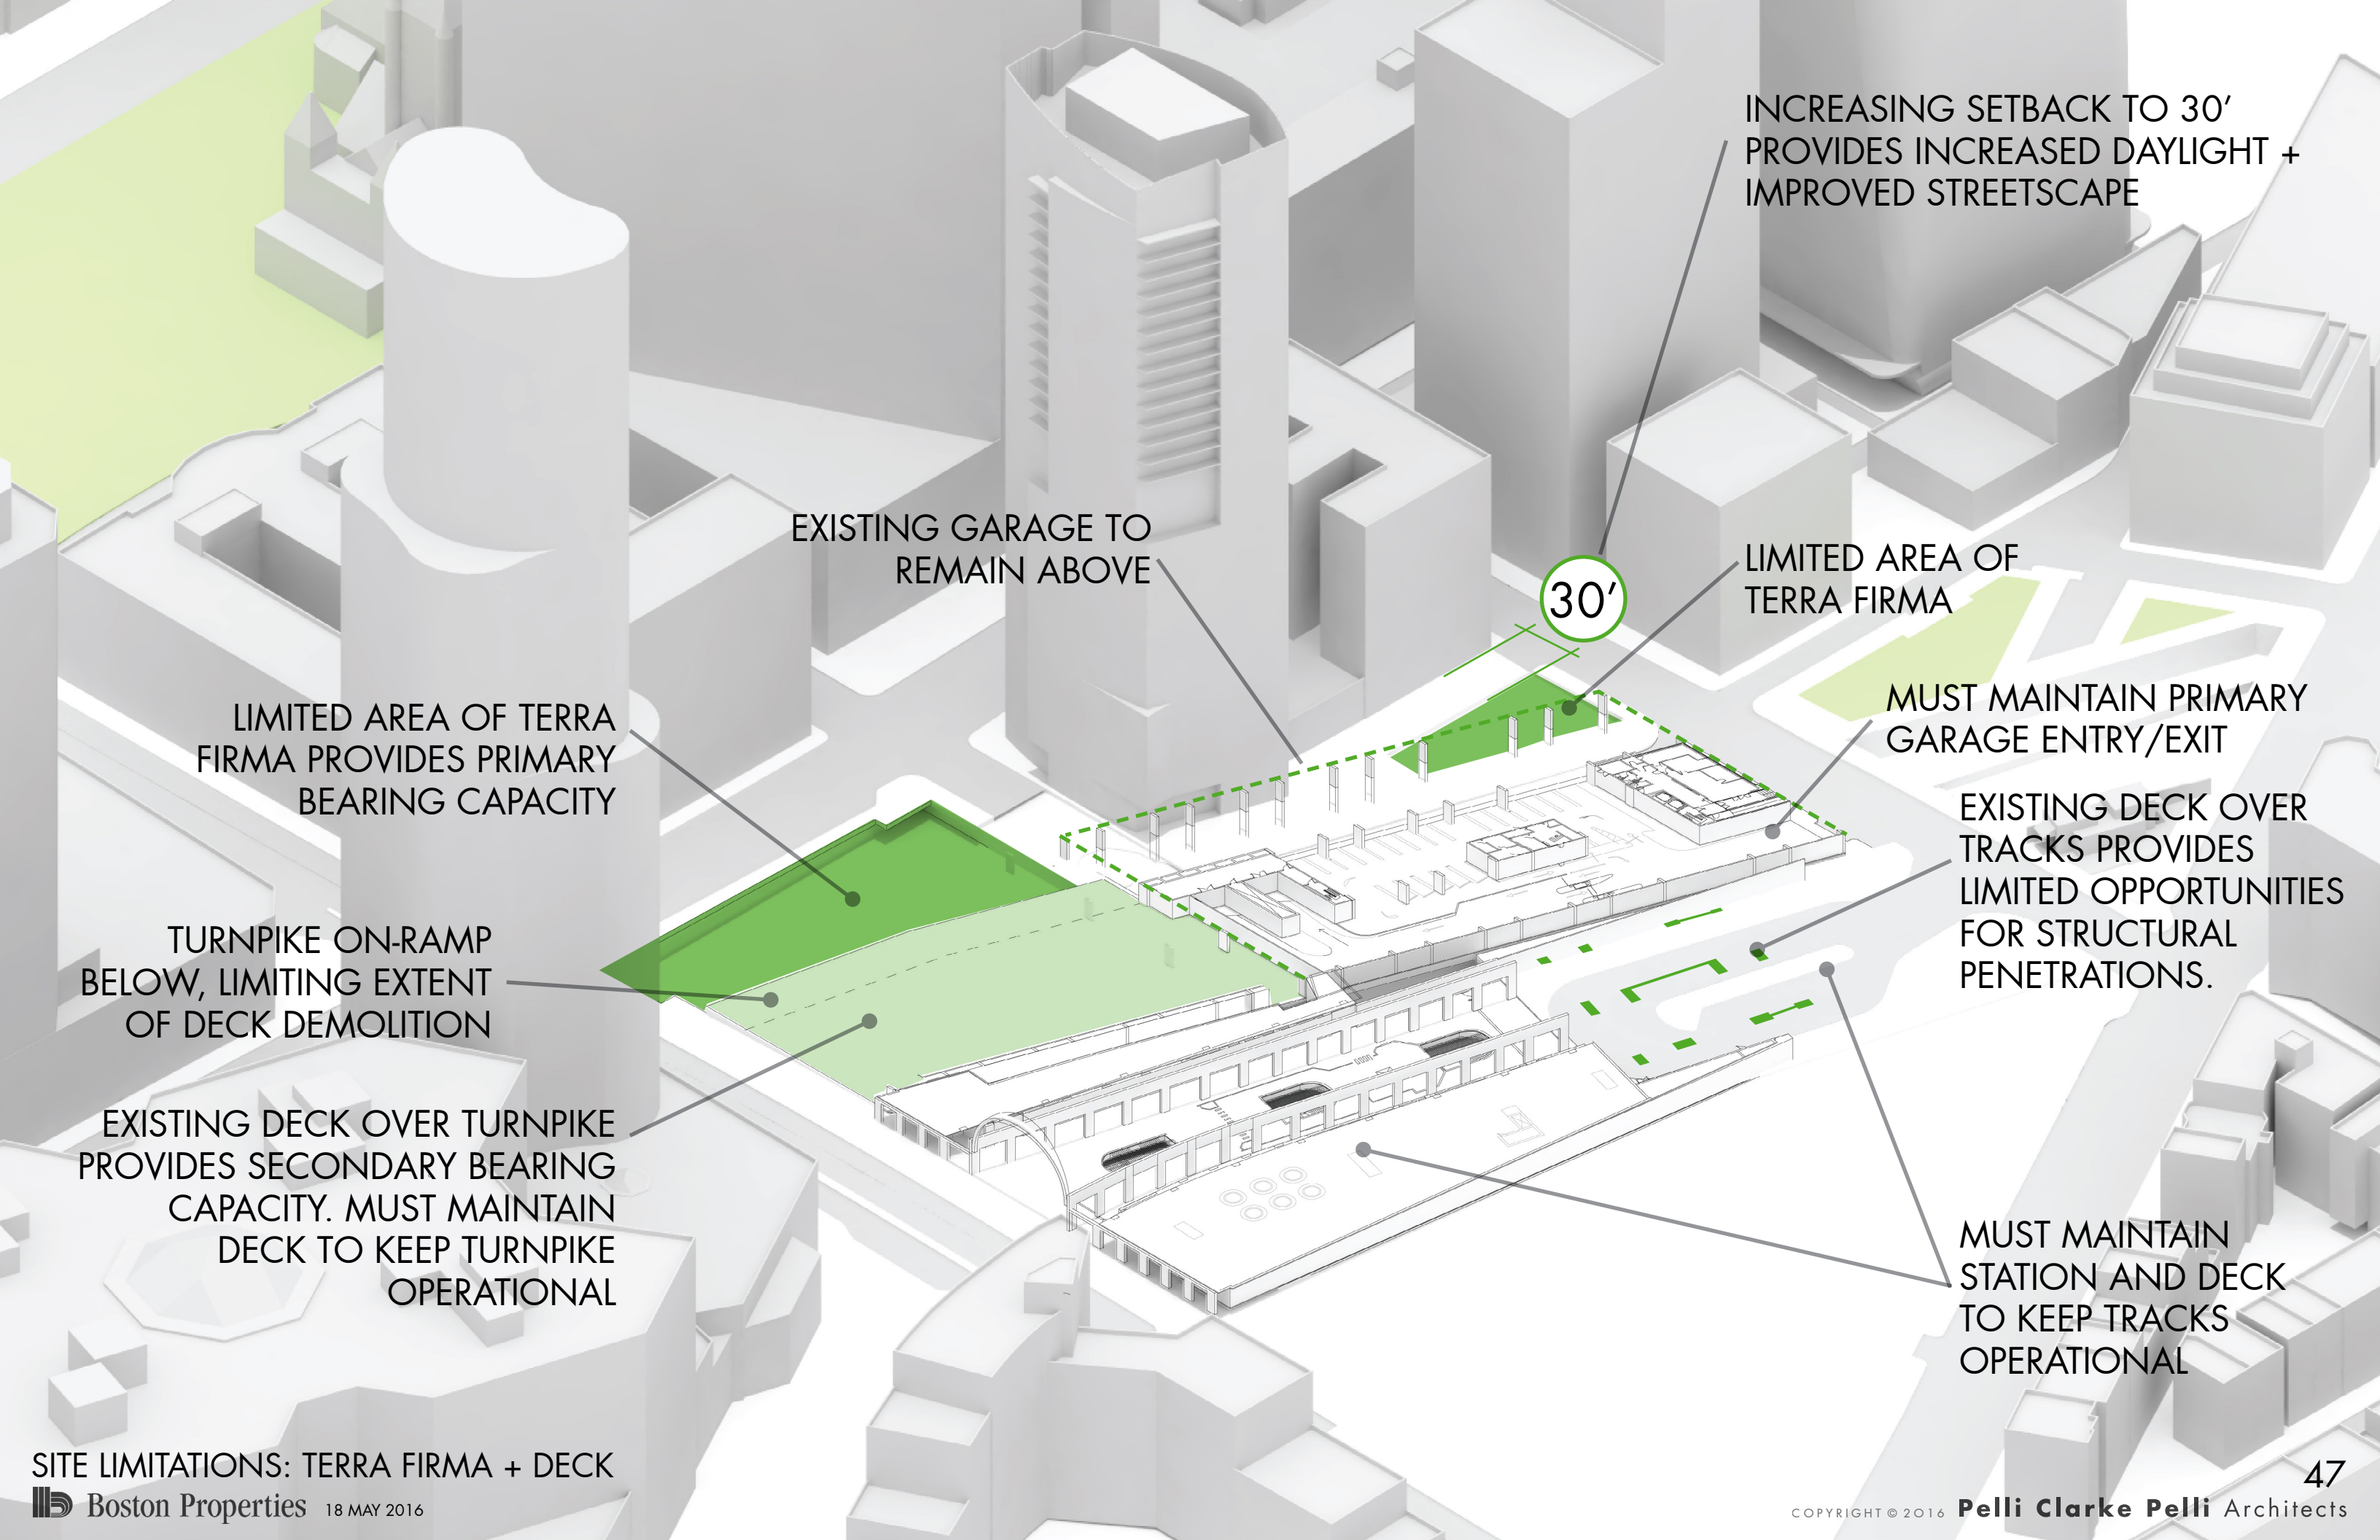 INCREASING SETBACK TO 30’
PROVIDES INCREASED DAYLIGHT +
IMPROVED STREETSCAPE
EXISTING GARAGE TO
REMAIN ABOVE
30’
LIMITED AREA OF
TERRA FIRMA
LIMITED AREA OF TERRA
FIRMA PROVIDES PRIMARY
BEARING CAPACITY
MUST MAINTAIN PRIMARY
GARAGE ENTRY/EXIT
EXISTING DECK OVER
TRACKS PROVIDES
LIMITED OPPORTUNITIES
FOR STRUCTURAL
PENETRATIONS.
TURNPIKE ON-RAMP
BELOW, LIMITING EXTENT
OF DECK DEMOLITION
EXISTING DECK OVER TURNPIKE
PROVIDES SECONDARY BEARING
CAPACITY. MUST MAINTAIN
DECK TO KEEP TURNPIKE
OPERATIONAL
MUST MAINTAIN
STATION AND DECK
TO KEEP TRACKS
OPERATIONAL
SITE LIMITATIONS: TERRA FIRMA + DECK
Boston Properties 18 MAY 2016
47
COPYRIGHT © 2016 Pelli Clarke Pelli Architects